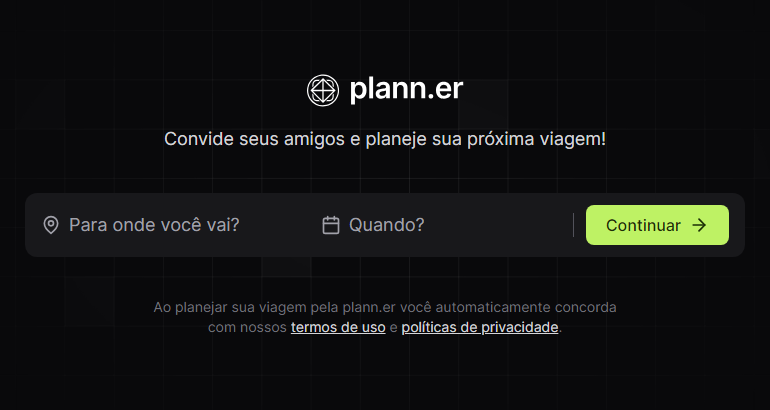 plann.er
Convide seus amigos e planeje sua próxima viagem!
Para onde você vai? Quando? Continuar
Ao planejar sua viagem pela plann.er você automaticamente concorda
com nossos termos de uso e políticas de privacidade.